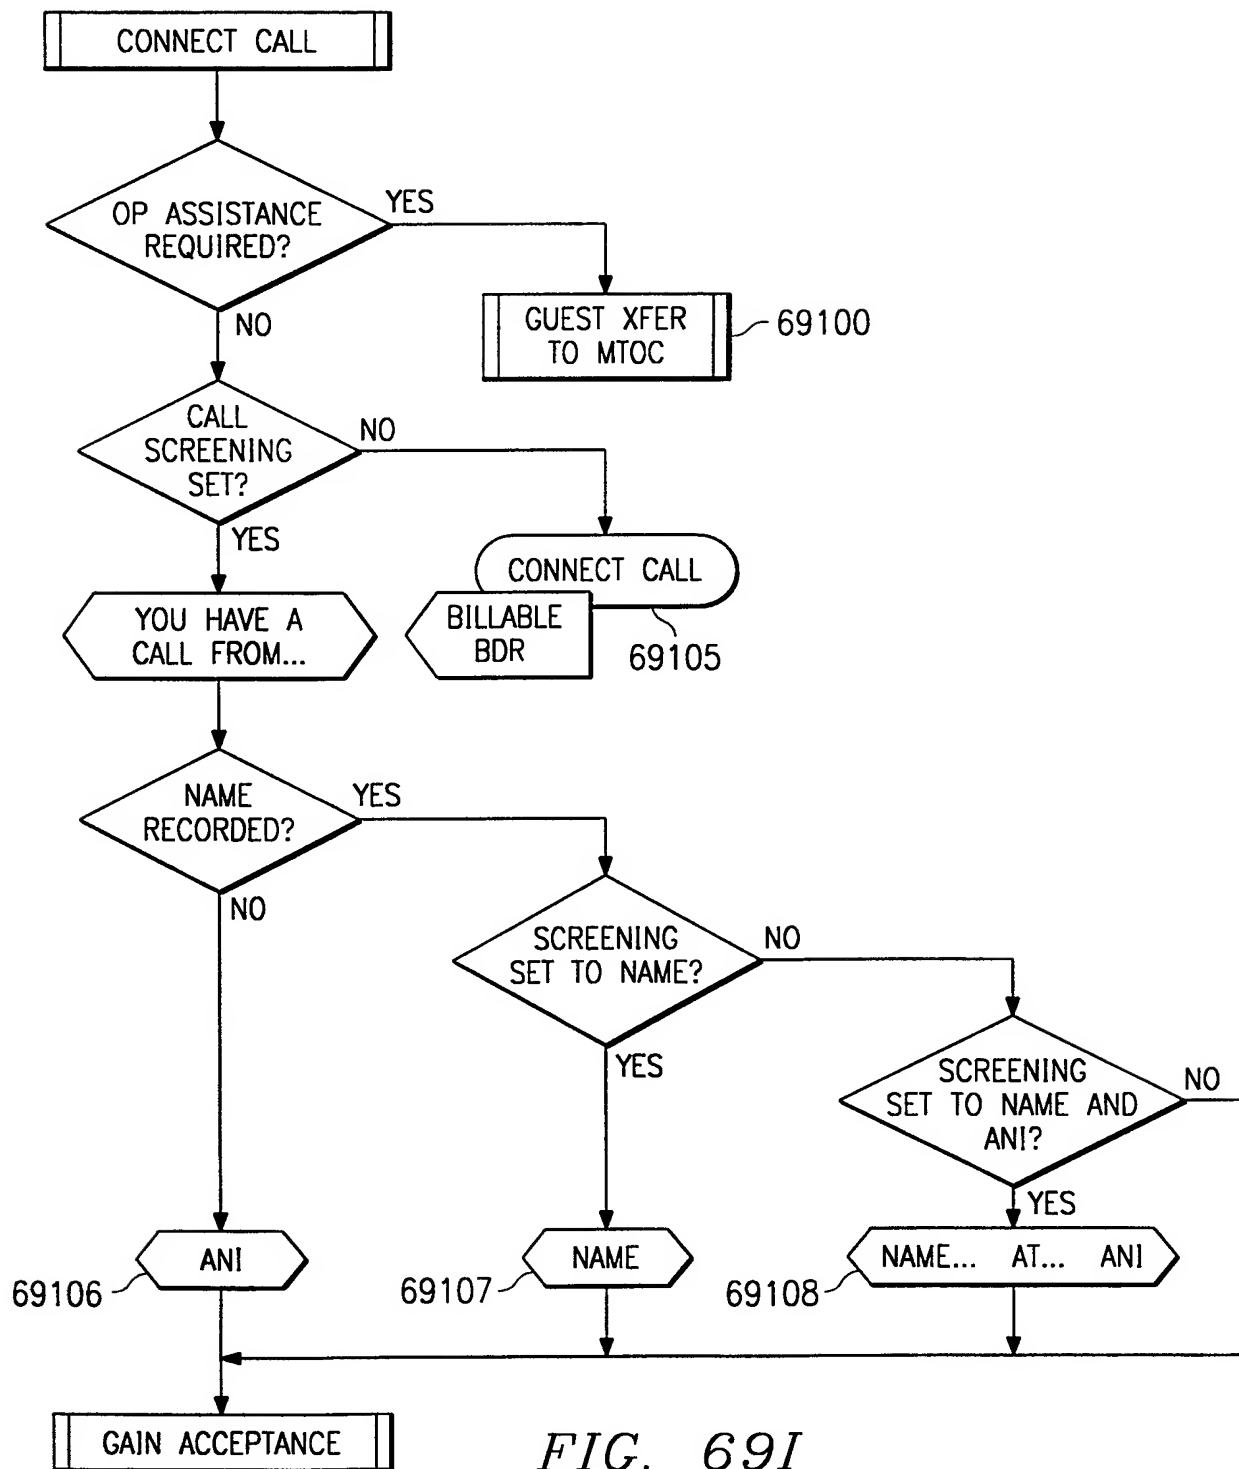 CONNECT CALL
OP ASSISTANCE
REQUIRED?
YES
NO
GUEST XFER
TO MTOC
69100
CALL
SCREENING
SET?
NO
YES
CONNECT CALL
BILLABLE
BDR
69105
YOU HAVE A
CALL FROM...
NAME
RECORDED?
YES
NO
SCREENING
SET TO NAME?
NO
YES
SCREENING
SET TO NAME AND
ANI?
NO
YES
ANI
69106
NAME
69107
NAME... AT... ANI
69108
GAIN ACCEPTANCE
FIG. 69I